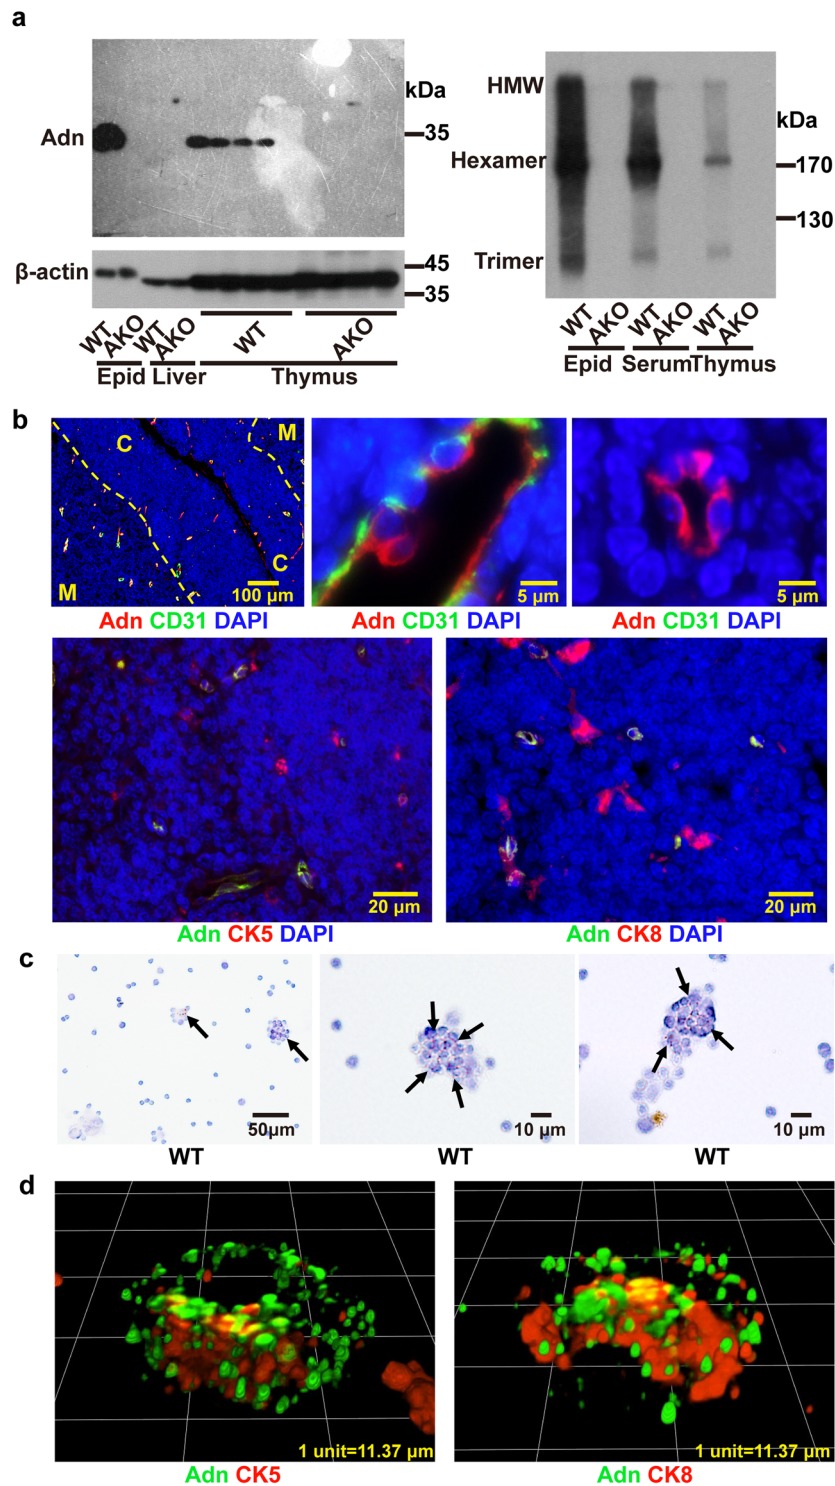 a
kDa
Adn
35
β-actin
45
35
WT AKO WT AKO WT AKO
Epid Liver Thymus
HMW
kDa
Hexamer
170
130
Trimer
WT AKO WT AKO WT AKO
Epid Serum Thymus
b
C M
M C
100 µm
5 µm
5 µm
Adn CD31 DAPI
Adn CD31 DAPI
Adn CD31 DAPI
20 µm
20 µm
Adn CK5 DAPI
Adn CK8 DAPI
c
50µm
10 µm
10 µm
WT
WT
WT
d
1 unit=11.37 µm
1 unit=11.37 µm
Adn CK5
Adn CK8